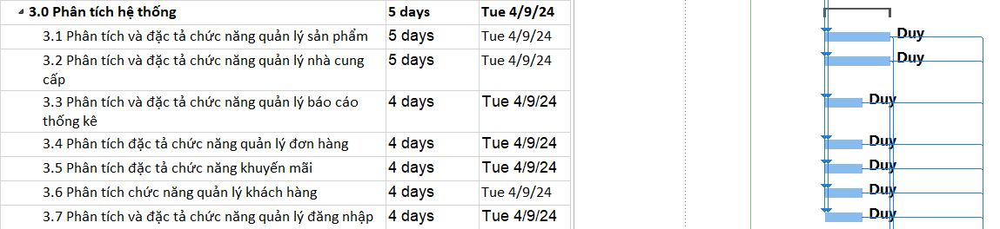 3.0 Phân tích hệ thống 5 days Tue 4/9/24
3.1 Phân tích và đặc tả chức năng quản lý sản phẩm 5 days Tue 4/9/24 Duy
3.2 Phân tích và đặc tả chức năng quản lý nhà cung cấp 5 days Tue 4/9/24 Duy
3.3 Phân tích và đặc tả chức năng quản lý báo cáo thống kê 4 days Tue 4/9/24 Duy
3.4 Phân tích đặc tả chức năng quản lý đơn hàng 4 days Tue 4/9/24 Duy
3.5 Phân tích đặc tả chức năng khuyến mãi 4 days Tue 4/9/24 Duy
3.6 Phân tích chức năng quản lý khách hàng 4 days Tue 4/9/24 Duy
3.7 Phân tích và đặc tả chức năng quản lý đăng nhập 4 days Tue 4/9/24 Duy